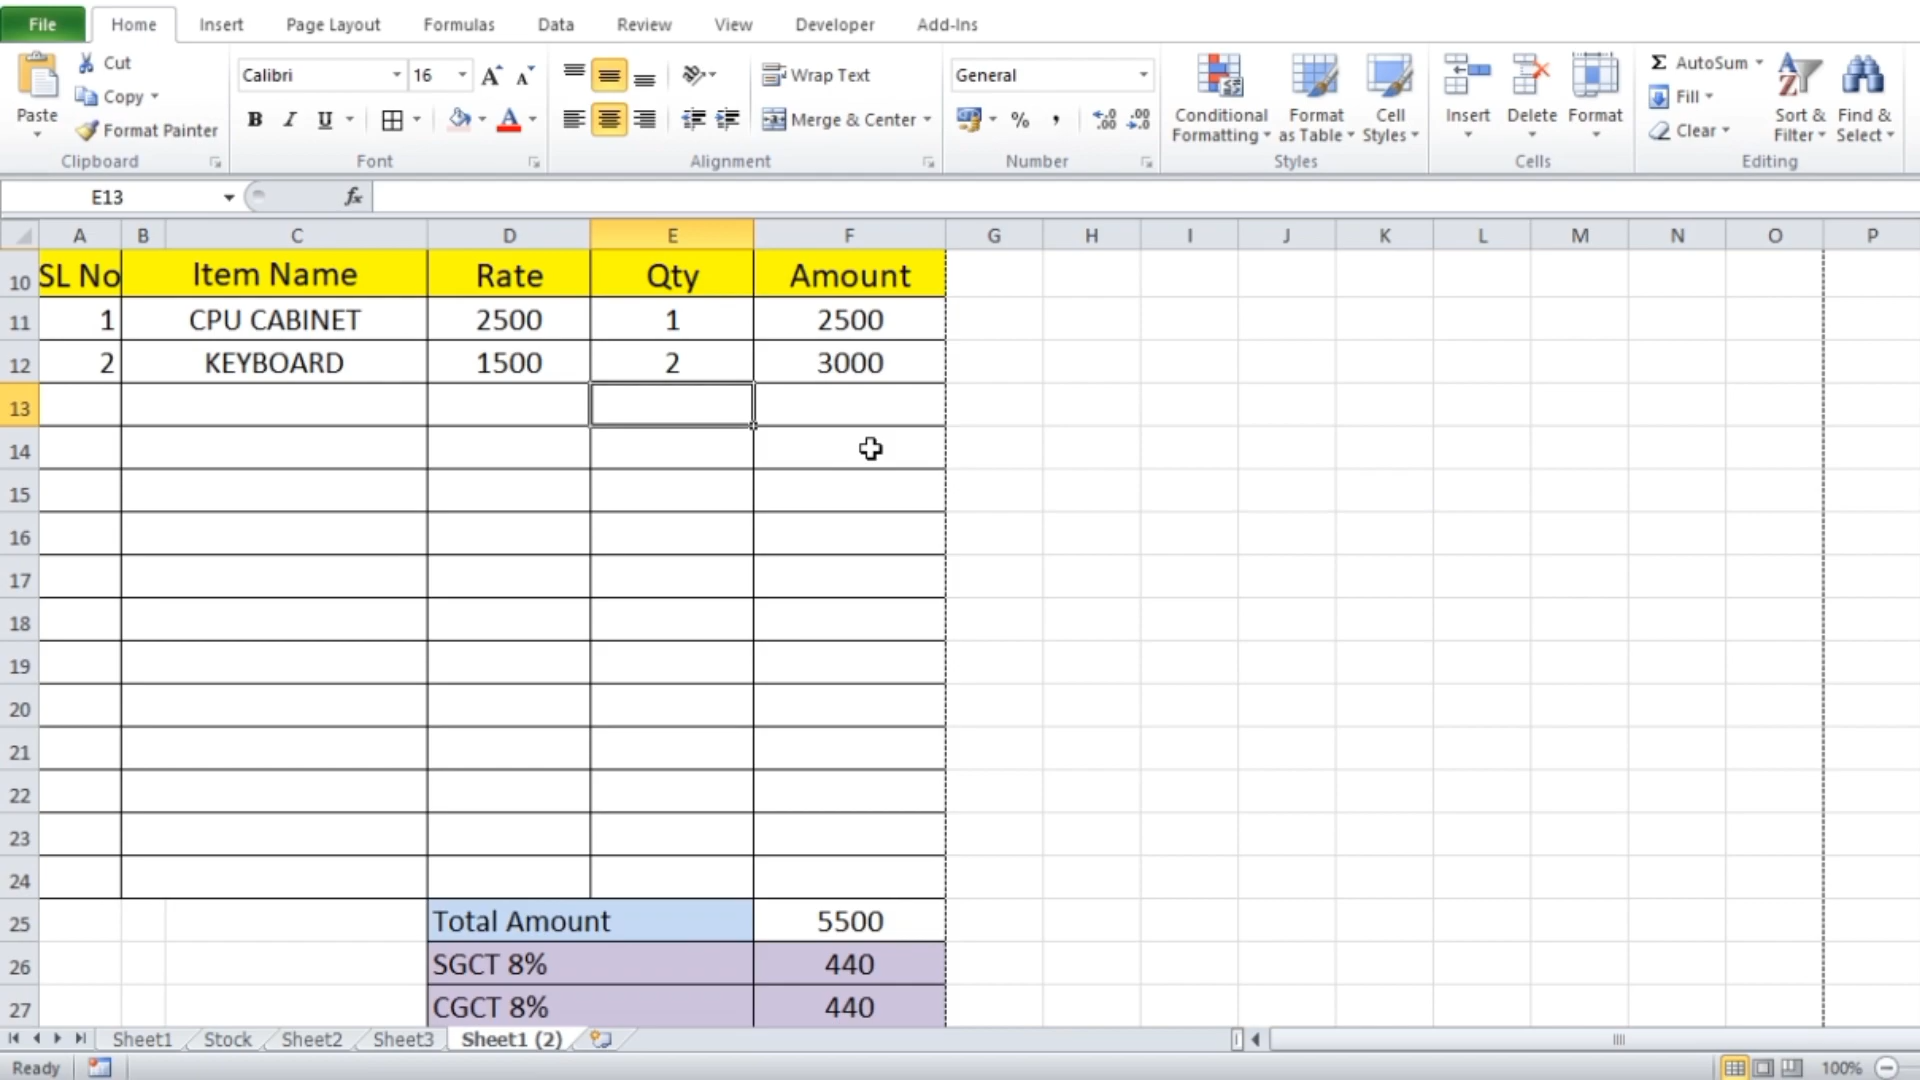 File Home Insert Page Layout Formulas Data Review View Developer Add-Ins
Paste Cut Copy Format Painter Clipboard
Calibri 16 A A B I U A Font
Wrap Text Merge & Center Alignment
General % , Number
Conditional Formatting Format as Table Cell Styles Styles
Insert Delete Format Cells
Σ AutoSum Fill Clear Sort & Filter Find & Select Editing
E13 fx
A B C D E F G H I J K L M N O P
10 SL No Item Name Rate Qty Amount
11 1 CPU CABINET 2500 1 2500
12 2 KEYBOARD 1500 2 3000
13
14
15
16
17
18
19
20
21
22
23
24
25 Total Amount 5500
26 SGCT 8% 440
27 CGCT 8% 440
Sheet1 Stock Sheet2 Sheet3 Sheet1 (2)
Ready 100%